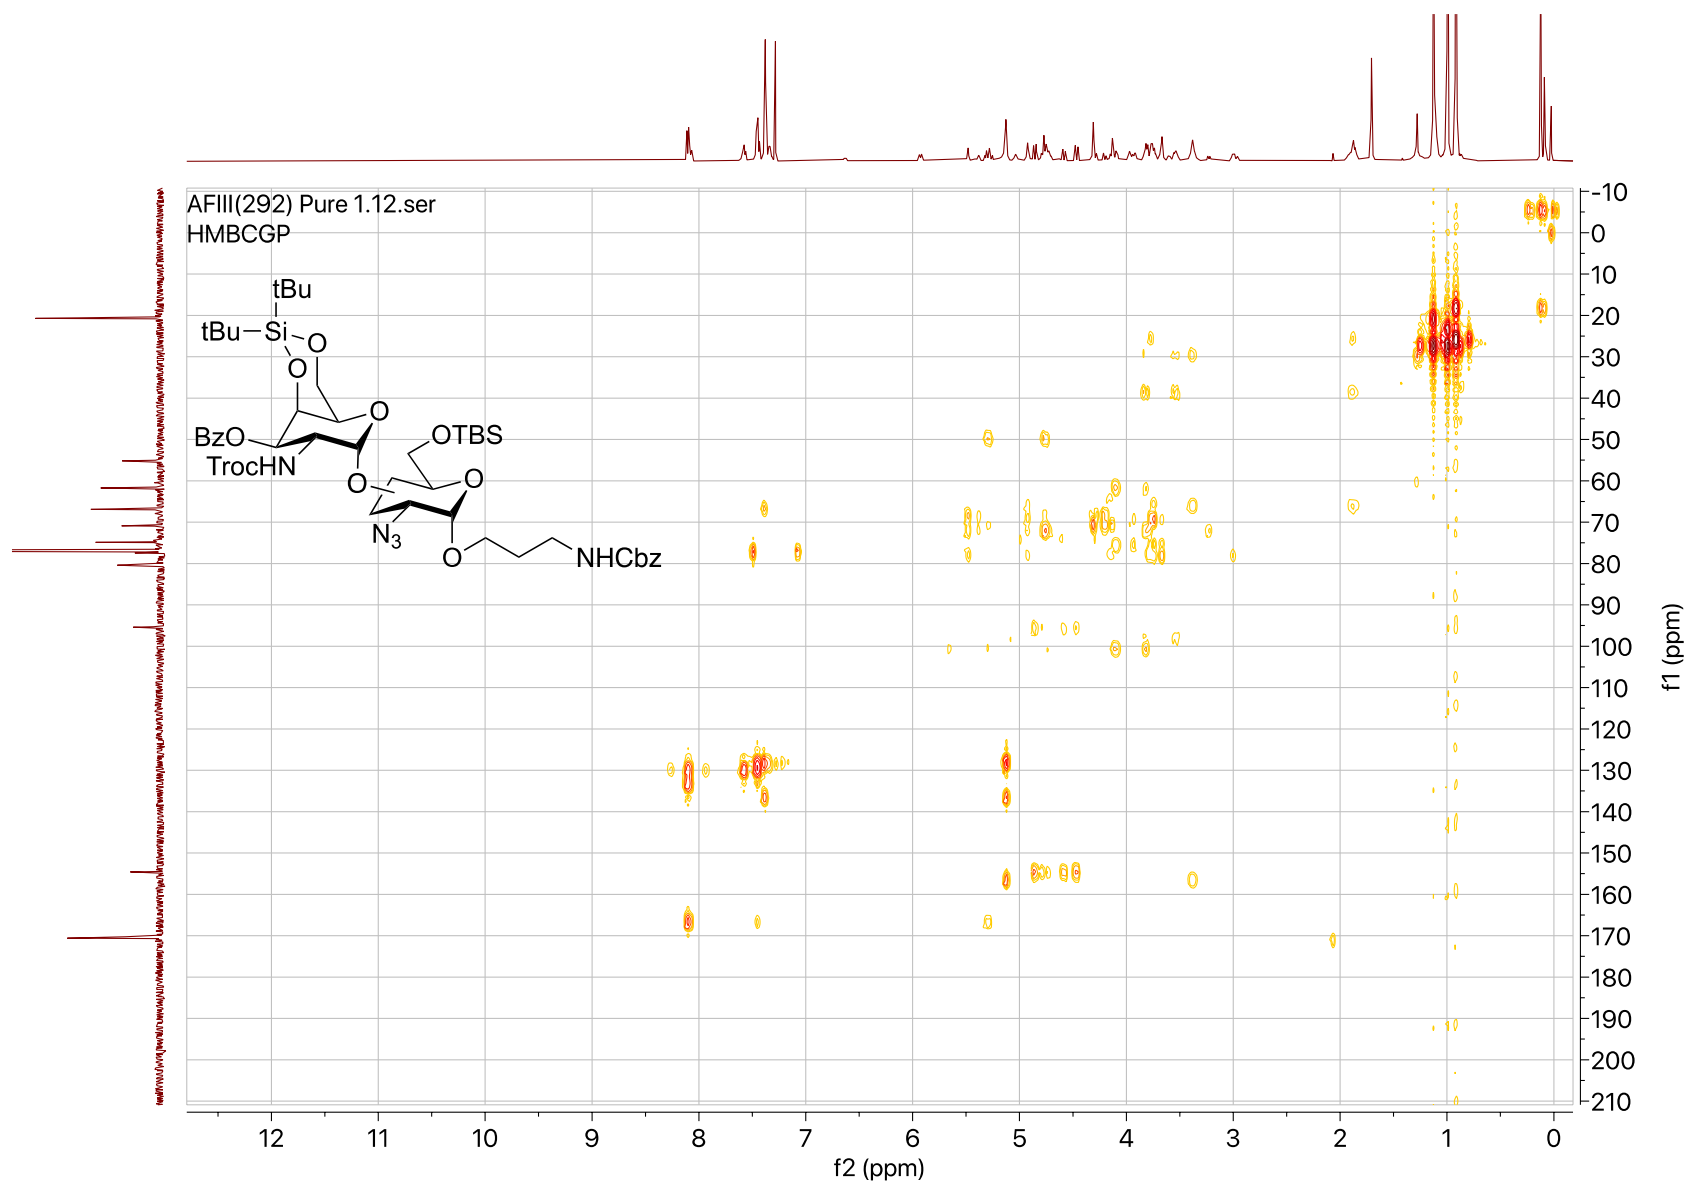 AFIII(292) Pure 1.12.ser
HMBCGP
tBu
tBu
Si
O
O
O
BzO
OTBS
TrocHN
O
O
N3
O
NHCbz
-10
0
10
20
30
40
50
60
70
80
90
100
110
120
130
140
150
160
170
180
190
200
210
f1 (ppm)
12 11 10 9 8 7 6 5 4 3 2 1 0
f2 (ppm)